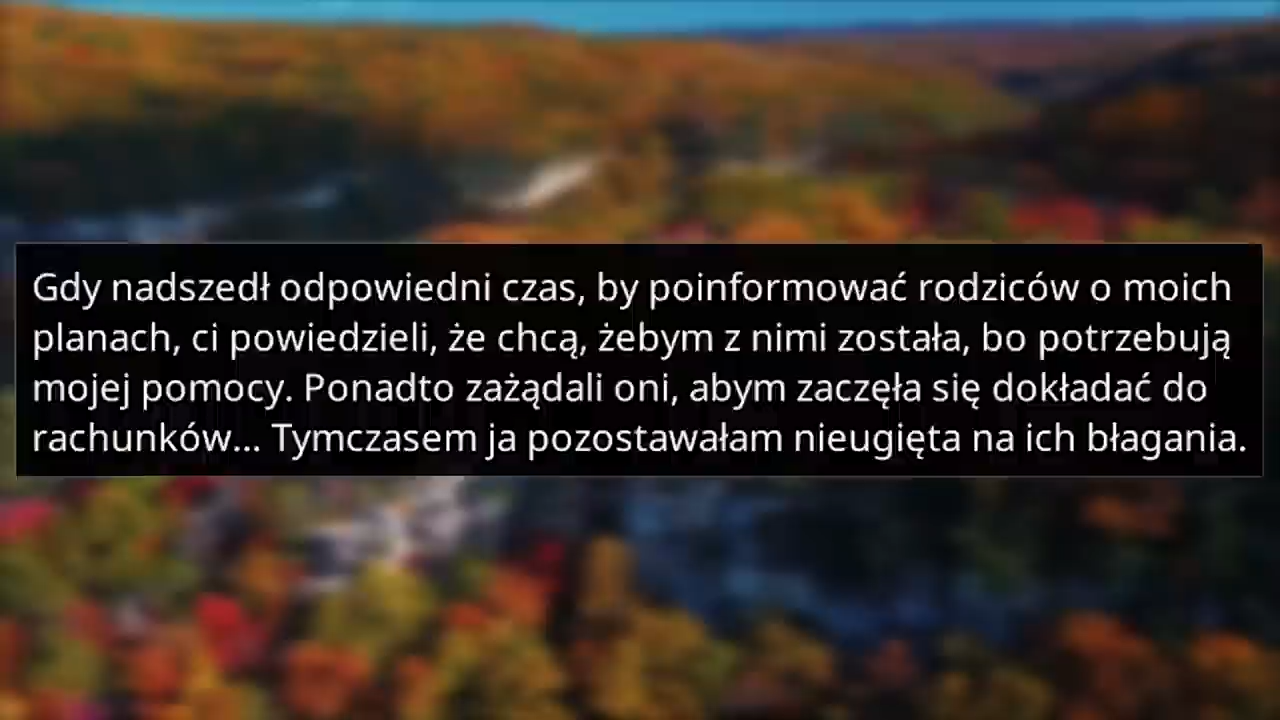 Gdy nadszedł odpowiedni czas, by poinformować rodziców o moich
planach, ci powiedzieli, że chcą, żebym z nimi została, bo potrzebują
mojej pomocy. Ponadto zażądali oni, abym zaczęła się dokładać do
rachunków... Tymczasem ja pozostawałam nieugięta na ich błagania.